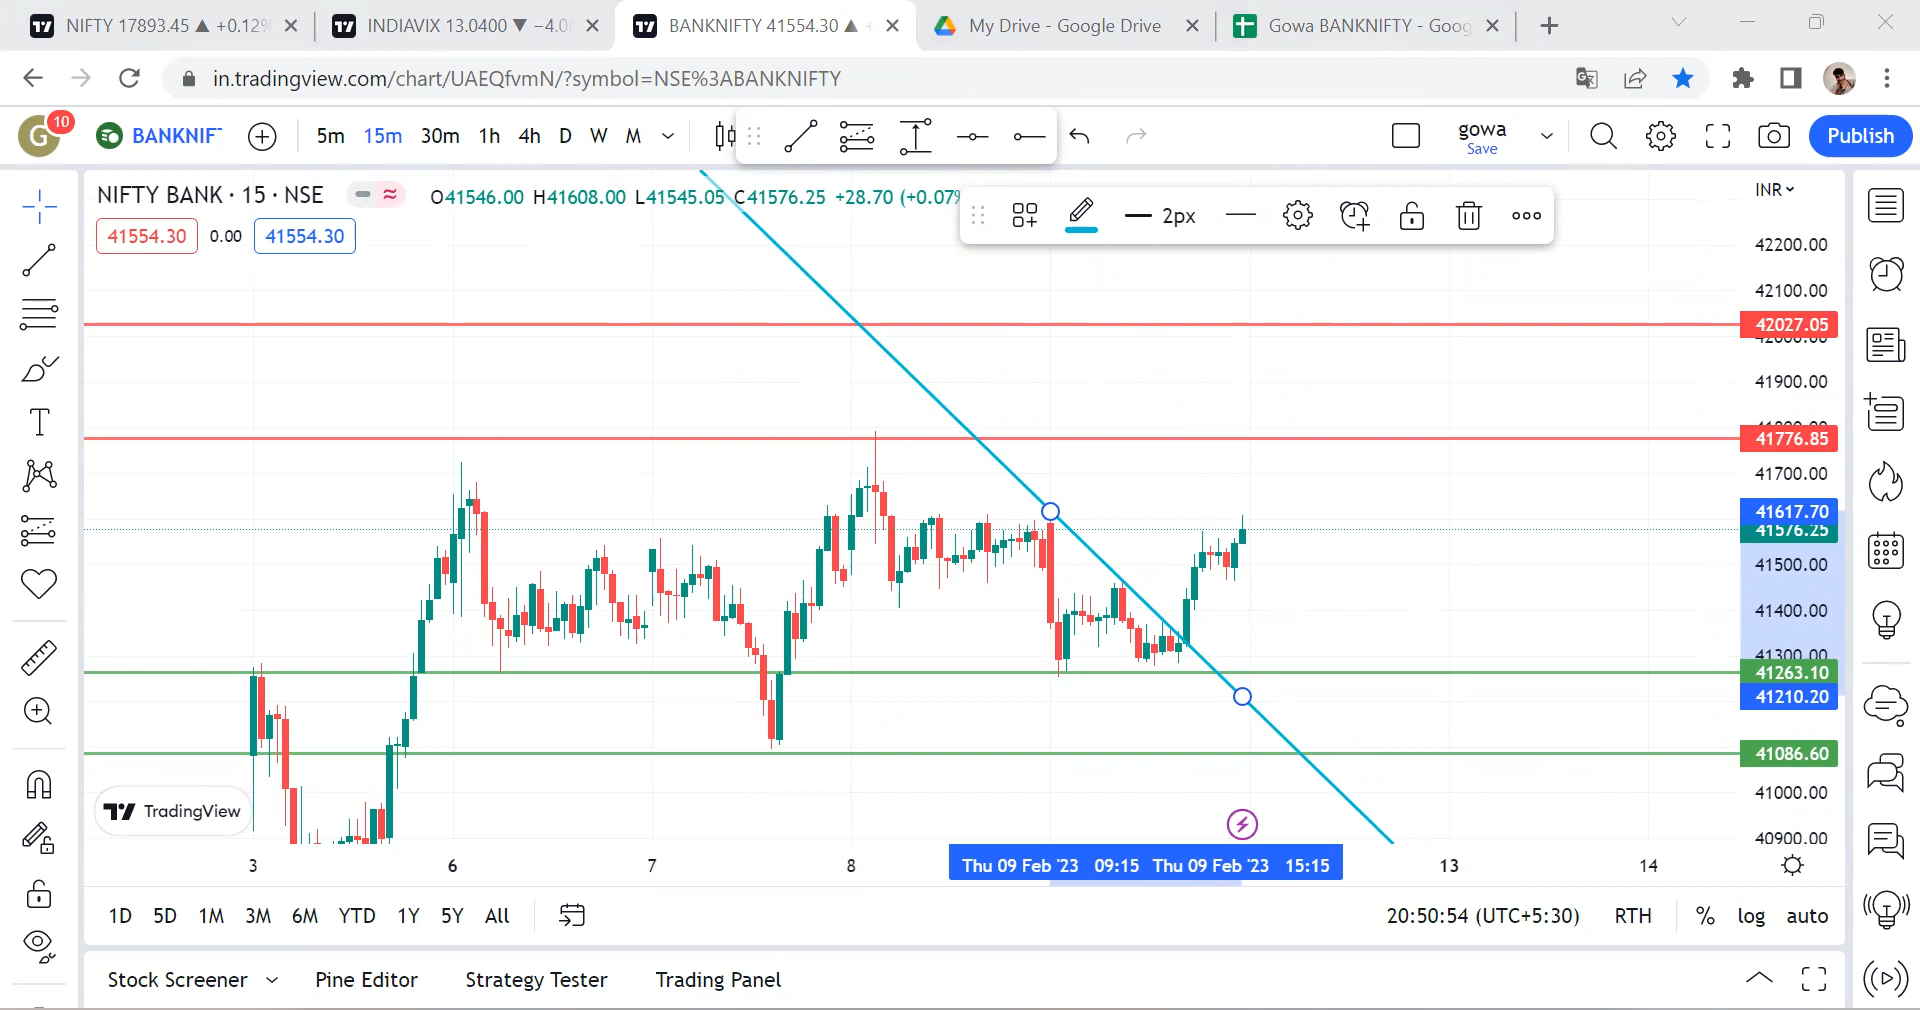 NIFTY 17893.45 ▲ +0.12%
INDIAVIX 13.0400 ▼ −4.0
BANKNIFTY 41554.30 ▲
My Drive - Google Drive
Gowa BANKNIFTY - Goog
in.tradingview.com/chart/UAEQfvmN/?symbol=NSE%3ABANKNIFTY
G
10
BANKNIF
5m 15m 30m 1h 4h D W M
gowa
Save
Publish
NIFTY BANK · 15 · NSE
O41546.00 H41608.00 L41545.05 C41576.25 +28.70 (+0.07%
2px
INR
41554.30 0.00 41554.30
42200.00
42100.00
42027.05
42000.00
41900.00
41800.00
41776.85
41700.00
41617.70
41576.25
41500.00
41400.00
41300.00
41263.10
41210.20
41086.60
41000.00
40900.00
TradingView
3 6 7 8 Thu 09 Feb '23 09:15 Thu 09 Feb '23 15:15 13 14
1D 5D 1M 3M 6M YTD 1Y 5Y All
20:50:54 (UTC+5:30) RTH % log auto
Stock Screener Pine Editor Strategy Tester Trading Panel